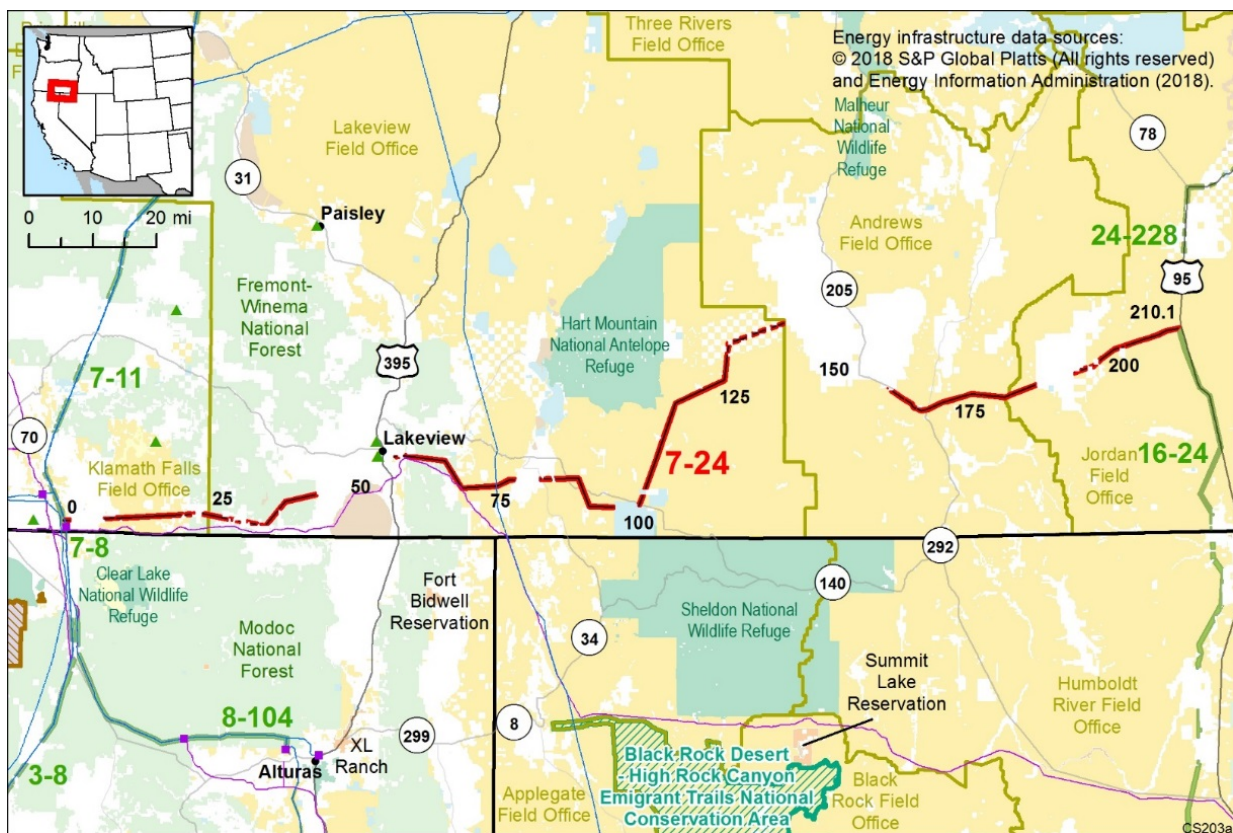 Three Rivers
Field Office
Energy infrastructure data sources:
© 2018 S&P Global Platts (All rights reserved)
and Energy Information Administration (2018).
Malheur
National
Wildlife
Refuge
78
Lakeview
Field Office
31
0 10 20 mi
Paisley
Andrews
Field Office
24-228
95
205
Fremont-
Winema
National
Forest
Hart Mountain
National Antelope
Refuge
210.1
395
7-11
150
200
125
175
70
Lakeview
7-24
Jordan
Field
Office
16-24
Klamath Falls
Field Office
0
25
50
75
100
7-8
292
Clear Lake
National Wildlife
Refuge
Fort
Bidwell
Reservation
140
Sheldon National
Wildlife Refuge
Modoc
National
Forest
34
Summit
Lake
Reservation
Humboldt
River Field
Office
8-104
299
8
XL
Ranch
Alturas
3-8
Black Rock Desert
- High Rock Canyon
Emigrant Trails National
Conservation Area
Applegate
Field Office
Black
Rock Field
Office
CS203a